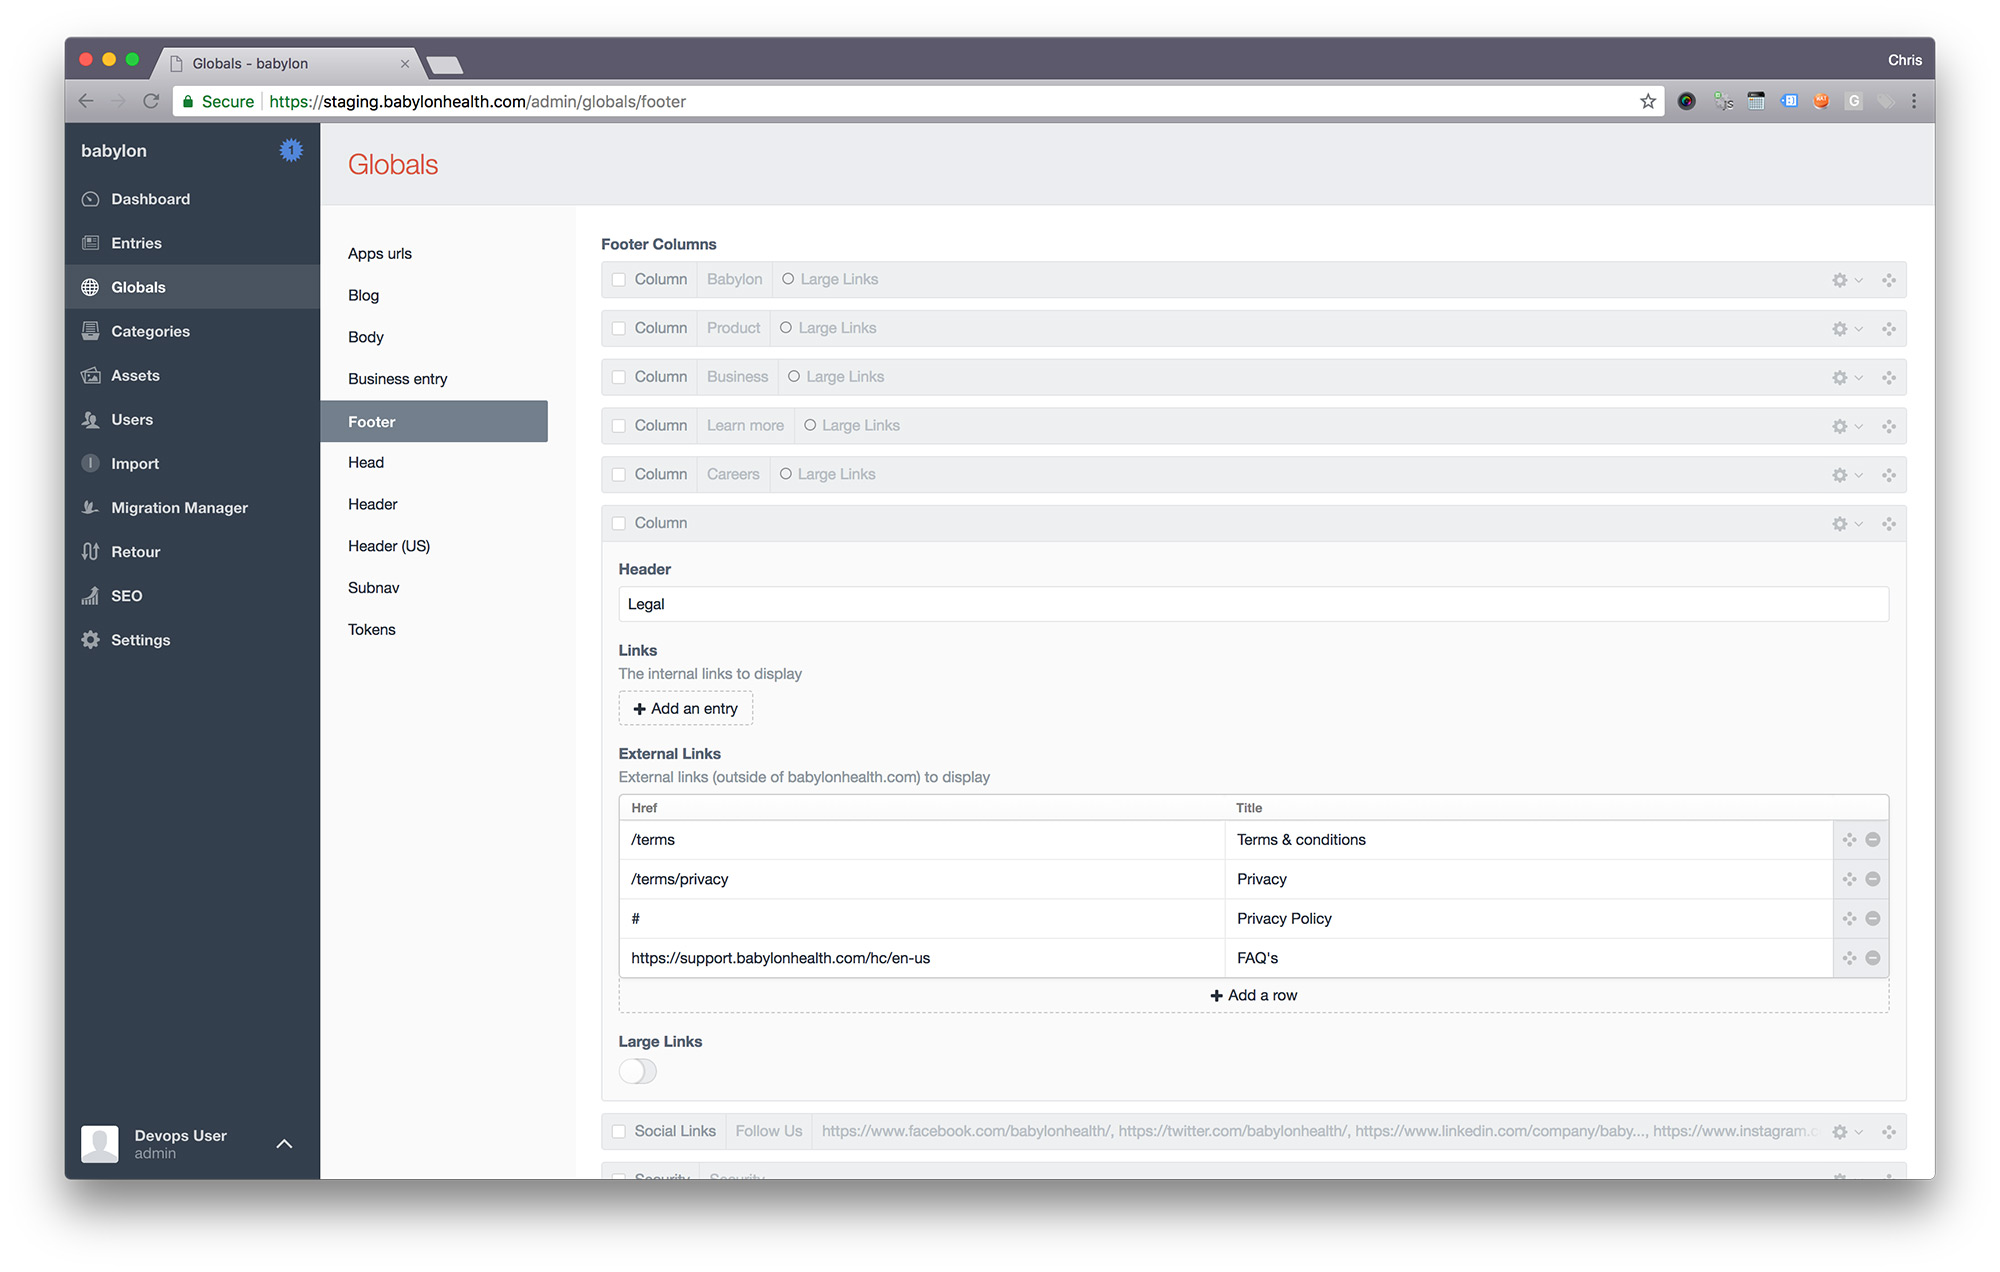 Globals - babylon
Chris
Secure https://staging.babylonhealth.com/admin/globals/footer
babylon
1
Dashboard
Entries
Globals
Categories
Assets
Users
Import
Migration Manager
Retour
SEO
Settings
Devops User
admin
Globals
Apps urls
Blog
Body
Business entry
Footer
Head
Header
Header (US)
Subnav
Tokens
Footer Columns
Column Babylon Large Links
Column Product Large Links
Column Business Large Links
Column Learn more Large Links
Column Careers Large Links
Column
Header
Legal
Links
The internal links to display
Add an entry
External Links
External links (outside of babylonhealth.com) to display
Href Title
/terms Terms & conditions
/terms/privacy Privacy
# Privacy Policy
https://support.babylonhealth.com/hc/en-us FAQ's
Add a row
Large Links
Social Links Follow Us https://www.facebook.com/babylonhealth/, https://twitter.com/babylonhealth/, https://www.linkedin.com/company/baby..., https://www.instagram.c
Security Security